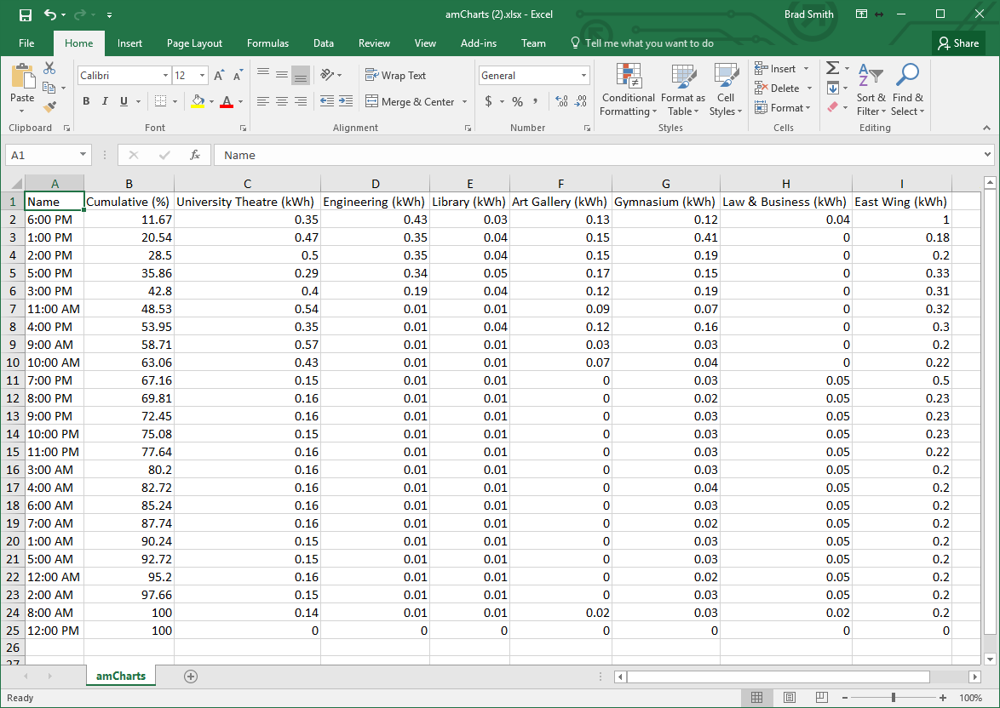 amCharts (2).xlsx - Excel Brad Smith
File Home Insert Page Layout Formulas Data Review View Add-ins Team Tell me what you want to do Share
Calibri 12 Wrap Text General Insert
Paste B I U Merge & Center $ % , Conditional Formatting Format as Table Cell Styles Delete Format Sort & Filter Find & Select
Clipboard Font Alignment Number Styles Cells Editing
A1 fx Name
A B C D E F G H I
1 Name Cumulative (%) University Theatre (kWh) Engineering (kWh) Library (kWh) Art Gallery (kWh) Gymnasium (kWh) Law & Business (kWh) East Wing (kWh)
2 6:00 PM 11.67 0.35 0.43 0.03 0.13 0.12 0.04 1
3 1:00 PM 20.54 0.47 0.35 0.04 0.15 0.41 0 0.18
4 2:00 PM 28.5 0.5 0.35 0.04 0.15 0.19 0 0.2
5 5:00 PM 35.86 0.29 0.34 0.05 0.17 0.15 0 0.33
6 3:00 PM 42.8 0.4 0.19 0.04 0.12 0.19 0 0.31
7 11:00 AM 48.53 0.54 0.01 0.01 0.09 0.07 0 0.32
8 4:00 PM 53.95 0.35 0.01 0.04 0.12 0.16 0 0.3
9 9:00 AM 58.71 0.57 0.01 0.01 0.03 0.03 0 0.2
10 10:00 AM 63.06 0.43 0.01 0.01 0.07 0.04 0 0.22
11 7:00 PM 67.16 0.15 0.01 0.01 0 0.03 0.05 0.5
12 8:00 PM 69.81 0.16 0.01 0.01 0 0.02 0.05 0.23
13 9:00 PM 72.45 0.16 0.01 0.01 0 0.03 0.05 0.23
14 10:00 PM 75.08 0.15 0.01 0.01 0 0.03 0.05 0.23
15 11:00 PM 77.64 0.16 0.01 0.01 0 0.03 0.05 0.22
16 3:00 AM 80.2 0.16 0.01 0.01 0 0.03 0.05 0.2
17 4:00 AM 82.72 0.16 0.01 0.01 0 0.04 0.05 0.2
18 6:00 AM 85.24 0.16 0.01 0.01 0 0.03 0.05 0.2
19 7:00 AM 87.74 0.16 0.01 0.01 0 0.02 0.05 0.2
20 1:00 AM 90.24 0.15 0.01 0.01 0 0.03 0.05 0.2
21 5:00 AM 92.72 0.15 0.01 0.01 0 0.03 0.05 0.2
22 12:00 AM 95.2 0.16 0.01 0.01 0 0.02 0.05 0.2
23 2:00 AM 97.66 0.15 0.01 0.01 0 0.03 0.05 0.2
24 8:00 AM 100 0.14 0.01 0.01 0.02 0.03 0.02 0.2
25 12:00 PM 100 0 0 0 0 0 0 0
26
27
amCharts
Ready 100%